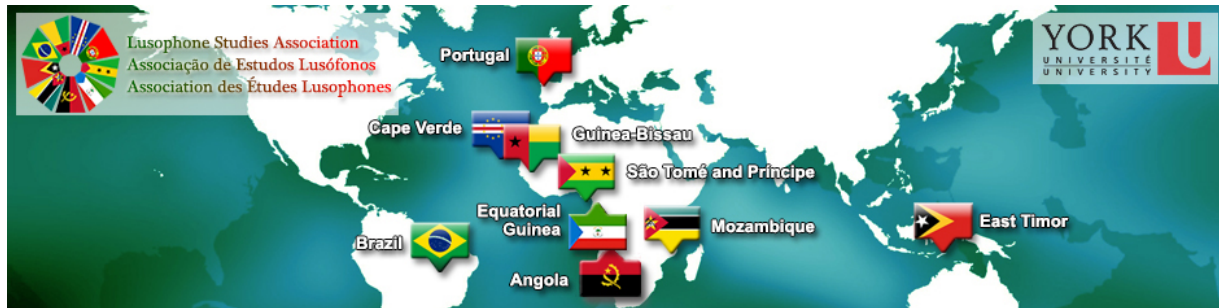 Lusophone Studies Association
Associação de Estudos Lusófonos
Association des Études Lusophones
YORK
UNIVERSITÉ
UNIVERSITY
U
Portugal
Cape Verde
Guinea-Bissau
São Tomé and Príncipe
Equatorial
Guinea
Mozambique
East Timor
Brazil
Angola